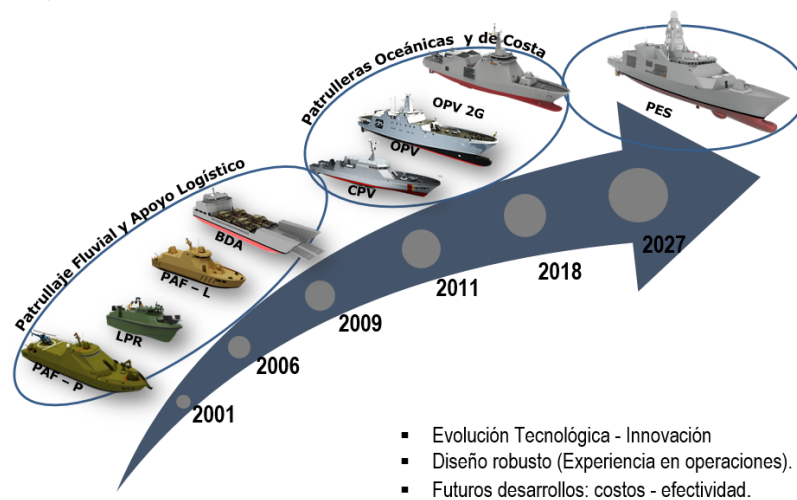 Patrullaje Fluvial y Apoyo Logístico
PAF – P
LPR
PAF – L
BDA
Patrulleras Oceánicas y de Costa
CPV
OPV
OPV 2G
PES
2001
2006
2009
2011
2018
2027
▪ Evolución Tecnológica - Innovación
▪ Diseño robusto (Experiencia en operaciones).
▪ Futuros desarrollos: costos - efectividad.